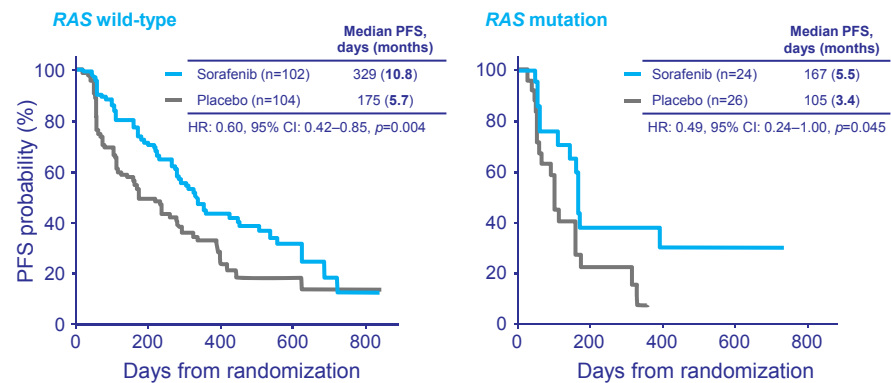 RAS wild-type
Median PFS,
days (months)
Sorafenib (n=102) 329 (10.8)
Placebo (n=104) 175 (5.7)
HR: 0.60, 95% CI: 0.42–0.85, p=0.004
PFS probability (%)
100
80
60
40
20
0
0 200 400 600 800
Days from randomization
RAS mutation
Median PFS,
days (months)
Sorafenib (n=24) 167 (5.5)
Placebo (n=26) 105 (3.4)
HR: 0.49, 95% CI: 0.24–1.00, p=0.045
100
80
60
40
20
0
0 200 400 600 800
Days from randomization